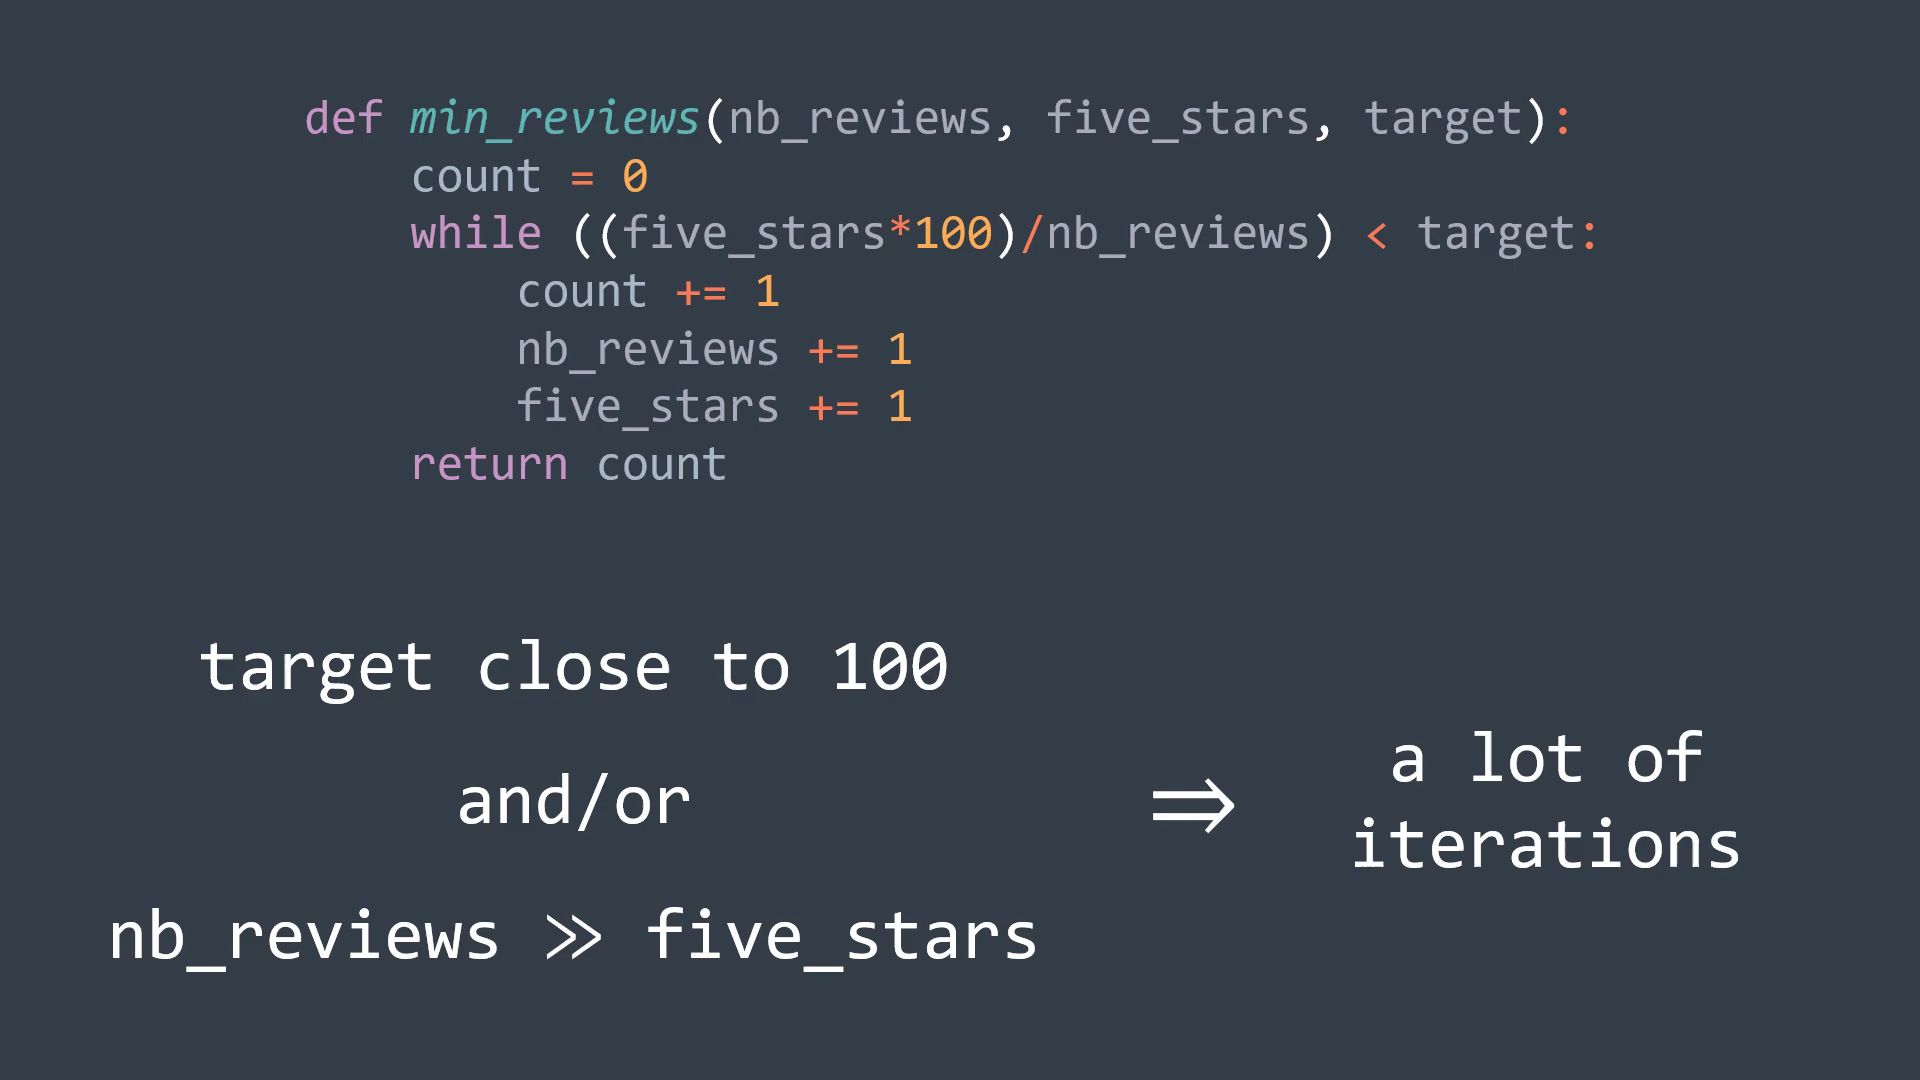 def min_reviews(nb_reviews, five_stars, target):
    count = 0
    while ((five_stars*100)/nb_reviews) < target:
        count += 1
        nb_reviews += 1
        five_stars += 1
    return count
target close to 100
and/or
nb_reviews ≫ five_stars
⇒
a lot of
iterations